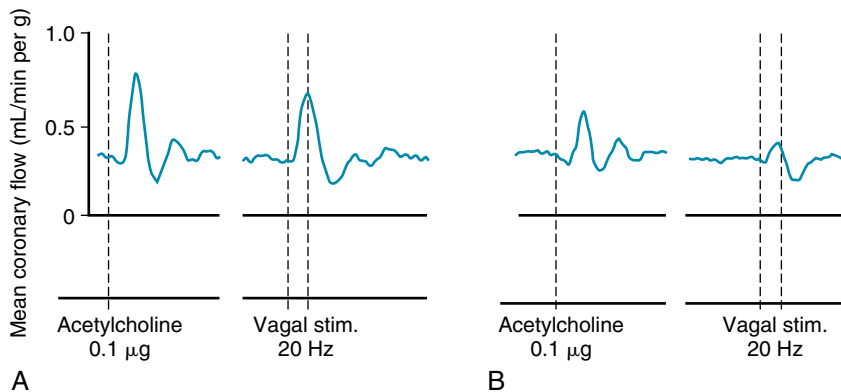 Mean coronary flow (mL/min per g)
1.0
0.5
0
Acetylcholine
0.1 μg
Vagal stim.
20 Hz
A
Acetylcholine
0.1 μg
Vagal stim.
20 Hz
B